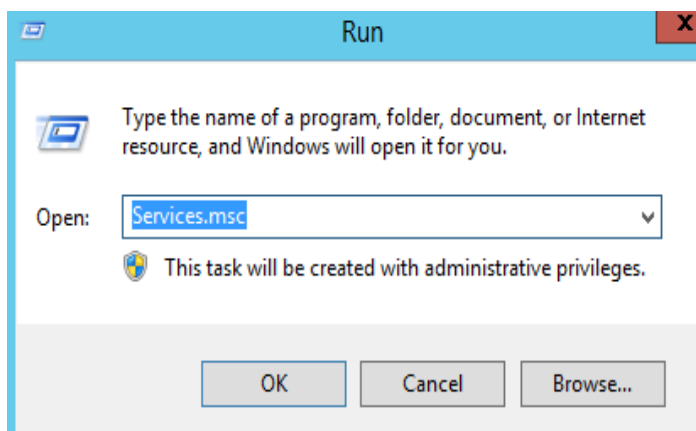 Run
X
Type the name of a program, folder, document, or Internet
resource, and Windows will open it for you.
Open: Services.msc
This task will be created with administrative privileges.
OK Cancel Browse...